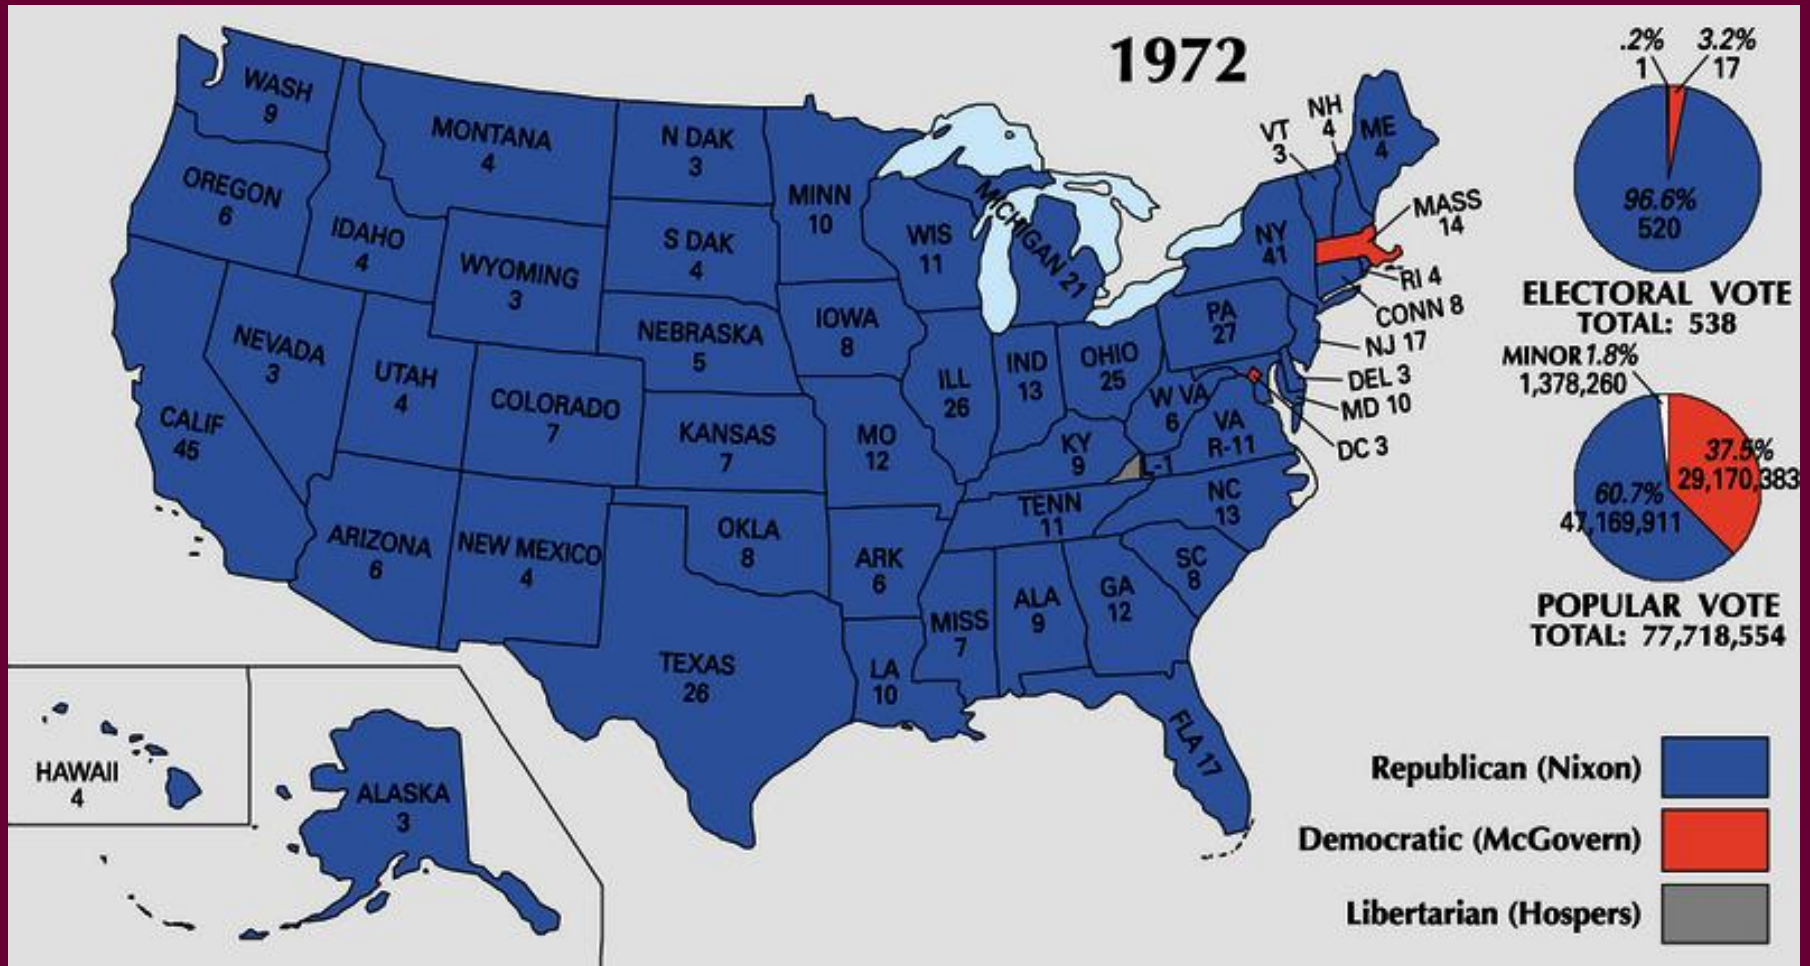 1972
WASH
9
OREGON
6
CALIF
45
NEVADA
3
IDAHO
4
MONTANA
4
WYOMING
3
UTAH
4
COLORADO
7
ARIZONA
6
NEW MEXICO
4
N DAK
3
S DAK
4
NEBRASKA
5
KANSAS
7
OKLA
8
TEXAS
26
MINN
10
IOWA
8
MO
12
ARK
6
LA
10
WIS
11
ILL
26
MICHIGAN 21
IND
13
OHIO
25
KY
9
TENN
11
MISS
7
ALA
9
GA
12
FLA 17
SC
8
NC
13
VA
R-11
L-1
W VA
6
PA
27
NY
41
VT
3
NH
4
ME
4
MASS
14
RI 4
CONN 8
NJ 17
DEL 3
MD 10
DC 3
HAWAII
4
ALASKA
3
.2%
1
3.2%
17
96.6%
520
ELECTORAL VOTE
TOTAL: 538
MINOR 1.8%
1,378,260
37.5%
29,170,383
60.7%
47,169,911
POPULAR VOTE
TOTAL: 77,718,554
Republican (Nixon)
Democratic (McGovern)
Libertarian (Hospers)